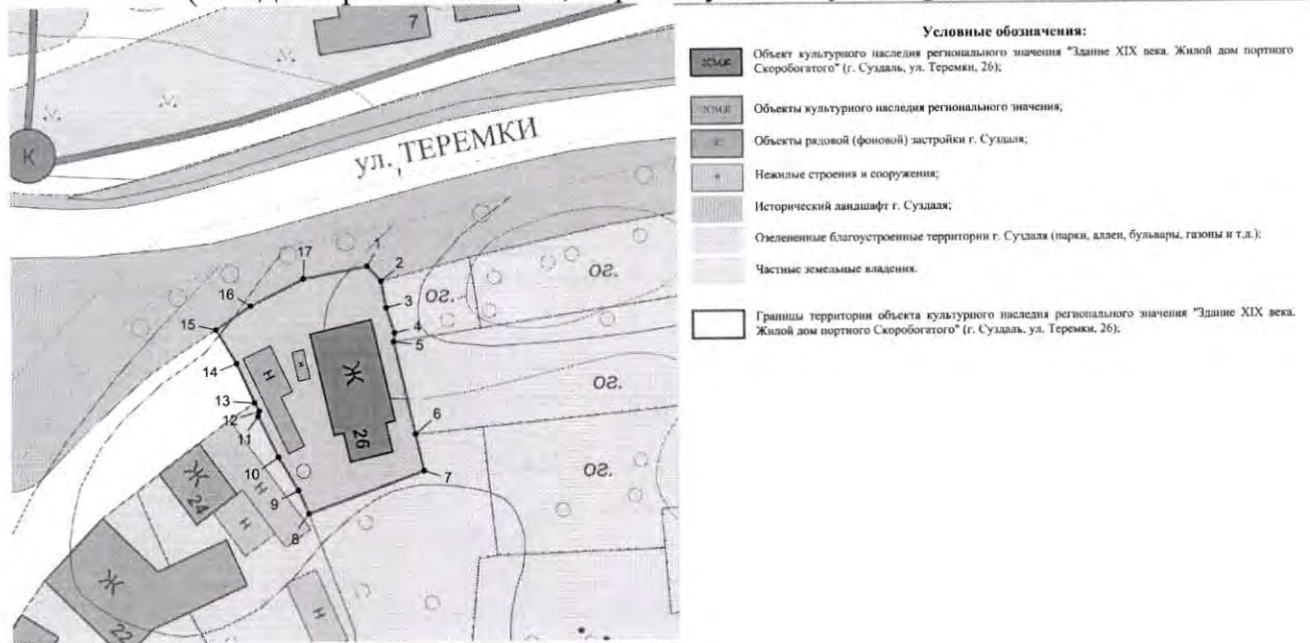 Условные обозначения:
Объект культурного наследия регионального значения "Здание XIX века. Жилой дом портного
Скоробогатого" (г. Суздаль, ул. Теремки, 26);
Объекты культурного наследия регионального значения;
Объекты рядовой (фоновой) застройки г. Суздаля;
н
Нежилые строения и сооружения;
Исторический ландшафт г. Суздаля;
Озелененные благоустроенные территории г. Суздаля (парки, аллеи, бульвары, газоны и т.д.);
Частные земельные владения.
Границы территории объекта культурного наследия регионального значения "Здание XIX века.
Жилой дом портного Скоробогатого" (г. Суздаль, ул. Теремки, 26);
7
К
ул. ТЕРЕМКИ
1
2
3
4
5
6
7
8
9
10
11
12
13
14
15
16
17
ог.
ог.
ог.
ог.
Ж
26
н
н
Ж
24
н
н
Ж
22
н